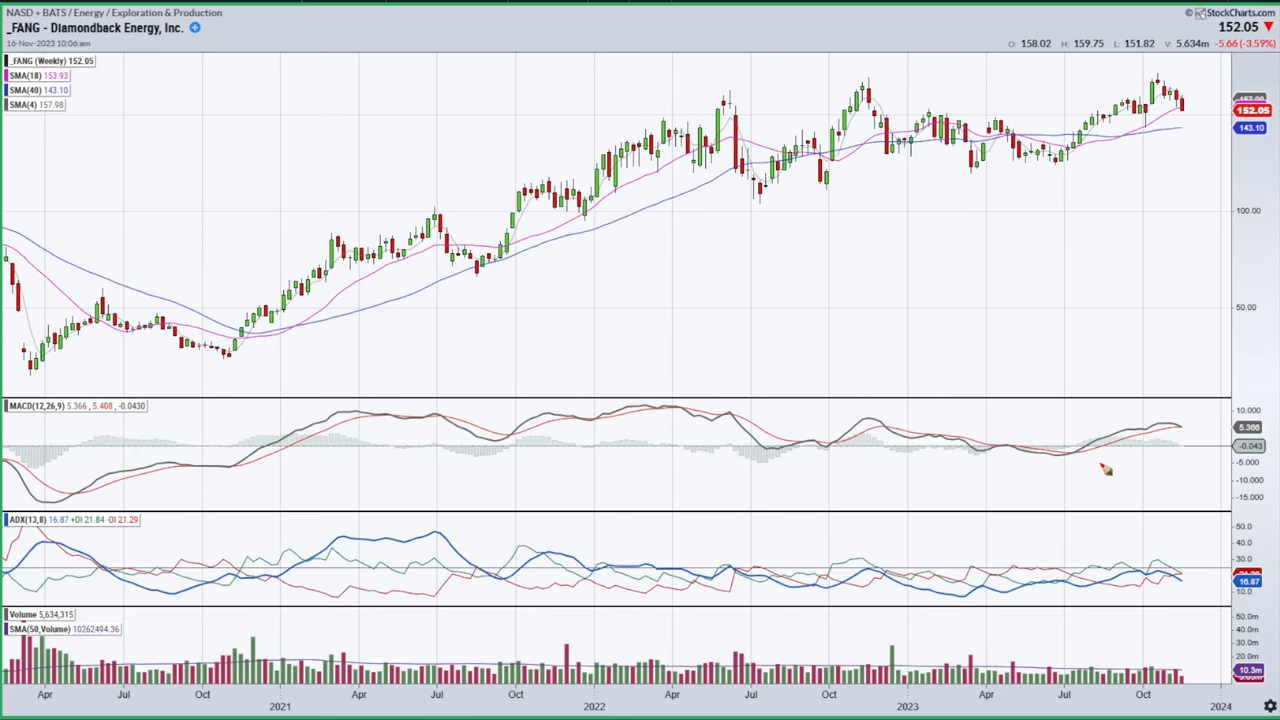 NASD + BATS / Energy / Exploration & Production
© StockCharts.com
_FANG - Diamondback Energy, Inc.
152.05
16-Nov-2023 10:06am
O: 158.02 H: 159.75 L: 151.82 V: 5.634m -5.66 (-3.59%)
_FANG (Weekly) 152.05
SMA(18) 153.93
SMA(40) 143.10
SMA(4) 157.98
152.05
143.10
100.00
50.00
MACD(12,26,9) 5.366, 5.408, -0.0430
10.000
5.366
-0.043
-5.000
-10.000
-15.000
ADX(13,8) 16.87 +DI 21.84 -DI 21.29
50.0
40.0
30.0
16.87
10.0
Volume 5,634,315
SMA(50,Volume) 10262494.36
50.0m
40.0m
30.0m
20.0m
10.3m
Apr Jul Oct Apr Jul Oct Apr Jul Oct Apr Jul Oct
2021 2022 2023 2024